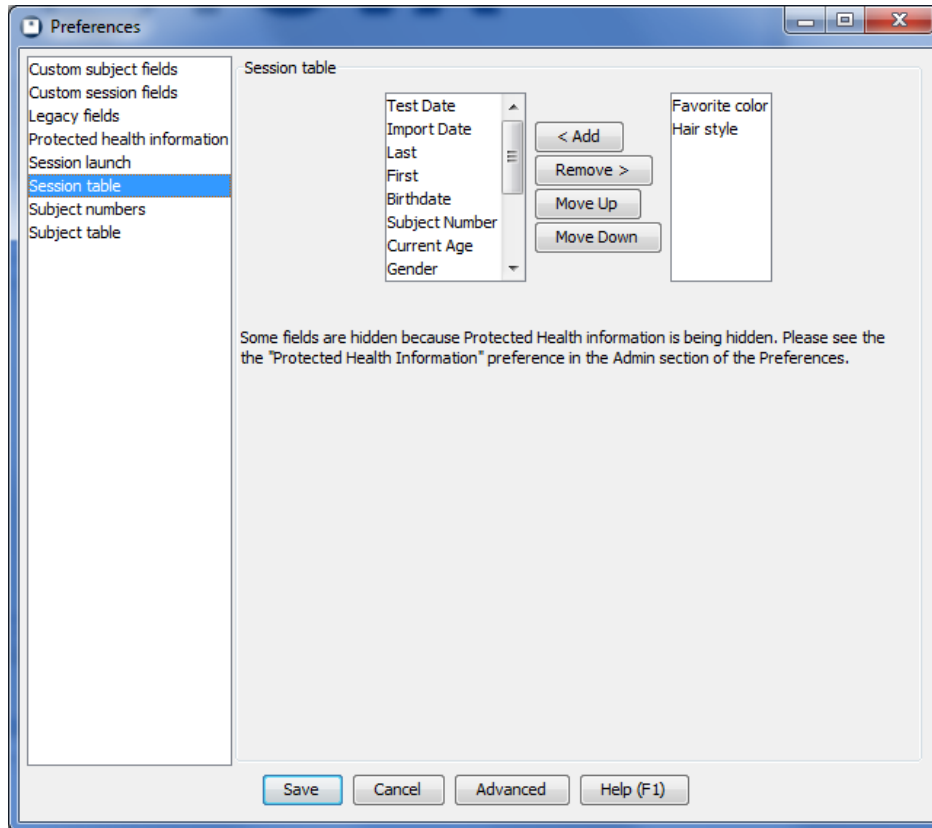 Preferences
Custom subject fields
Custom session fields
Legacy fields
Protected health information
Session launch
Session table
Subject numbers
Subject table
Session table
Test Date
Import Date
Last
First
Birthdate
Subject Number
Current Age
Gender
< Add
Remove >
Move Up
Move Down
Favorite color
Hair style
Some fields are hidden because Protected Health information is being hidden. Please see the
the "Protected Health Information" preference in the Admin section of the Preferences.
Save
Cancel
Advanced
Help (F1)